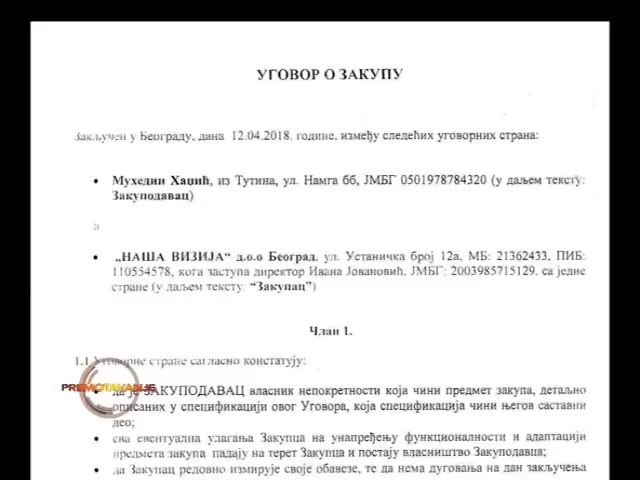 УГОВОР О ЗАКУПУ
Закључен у Београду, дана 12.04.2018. године, између следећих уговорних страна:
• Мухедин Хаџић, из Тутина, ул. Намга бб, ЈМБГ 0501978784320 (у даљем тексту:
Закуподавац)
и
• „НАША ВИЗИЈА“ д.о.о Београд, ул. Устаничка број 12а, МБ: 21362433, ПИБ:
110554578, кога заступа директор Ивана Јовановић, ЈМБГ: 2003985715129, са једне
стране (у даљем тексту: “Закупац”)
Члан 1.
1.1 Уговорне стране сагласно констатују:
PREMOTAVANJE
• да је ЗАКУПОДАВАЦ власник непокретности која чини предмет закупа, детаљно
описаних у спецификацији овог Уговора, која спецификација чини његов саставни
део;
• сва евентуална улагања Закупца на унапређењу функционалности и адаптацији
предмета закупа падају на терет Закупца и постају власништво Закуподавца;
• да Закупац редовно измирује своје обавезе, те да нема дуговања на дан закључења